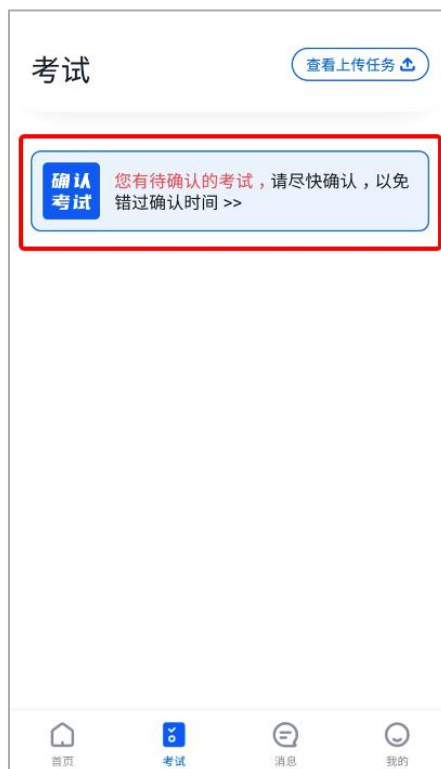 考试
查看上传任务
确认
考试
您有待确认的考试，请尽快确认，以免
错过确认时间 >>
首页
考试
消息
我的